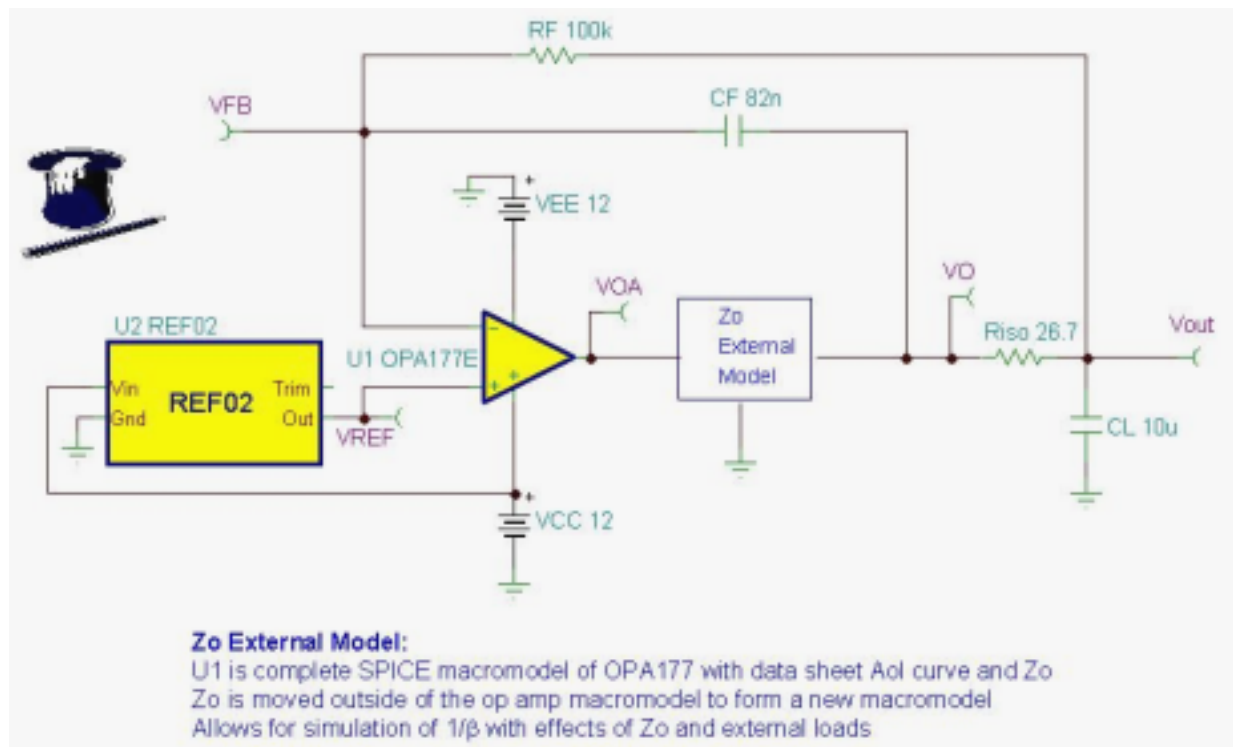 RF 100k
CF 82n
VFB
VEE 12
VOA
VO
Zo
External
Model
Riso 26.7
Vout
U2 REF02
U1 OPA177E
Vin
Trim
REF02
Gnd
Out
VREF
CL 10u
VCC 12
Zo External Model:
U1 is complete SPICE macromodel of OPA177 with data sheet Aol curve and Zo
Zo is moved outside of the op amp macromodel to form a new macromodel
Allows for simulation of 1/β with effects of Zo and external loads